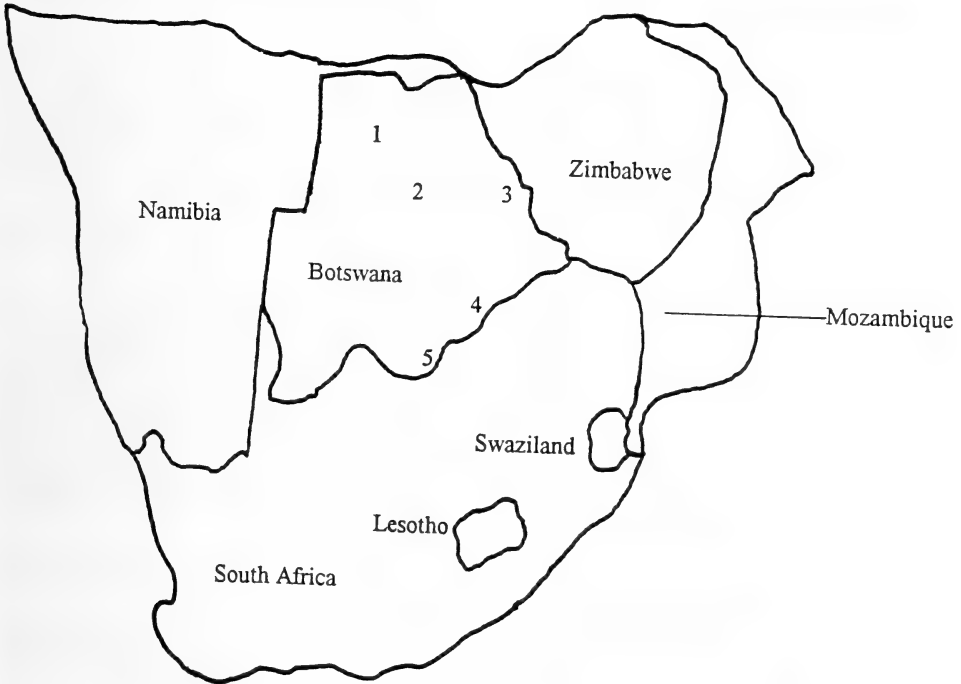 1
Zimbabwe
2
3
Namibia
Botswana
4
Mozambique
5
Swaziland
Lesotho
South Africa